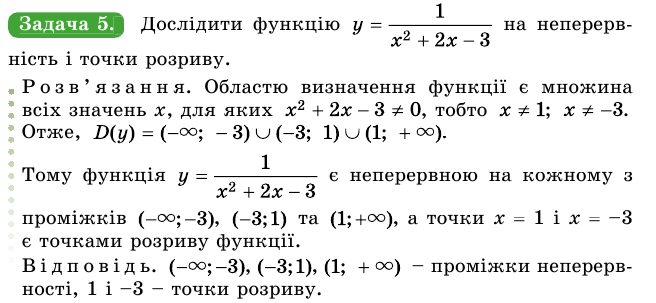 Задача 5. Дослідити функцію y = 1/(x² + 2x − 3) на неперерв-
ність і точки розриву.
Розв’язання. Областю визначення функції є множина
всіх значень x, для яких x² + 2x − 3 ≠ 0, тобто x ≠ 1; x ≠ −3.
Отже, D(y) = (−∞; − 3) ∪ (−3; 1) ∪ (1; + ∞).
Тому функція y = 1/(x² + 2x − 3) є неперервною на кожному з
проміжків (−∞;−3), (−3;1) та (1;+∞), а точки x = 1 і x = −3
є точками розриву функції.
Відповідь. (−∞;−3), (−3;1), (1; + ∞) − проміжки неперерв-
ності, 1 і −3 − точки розриву.